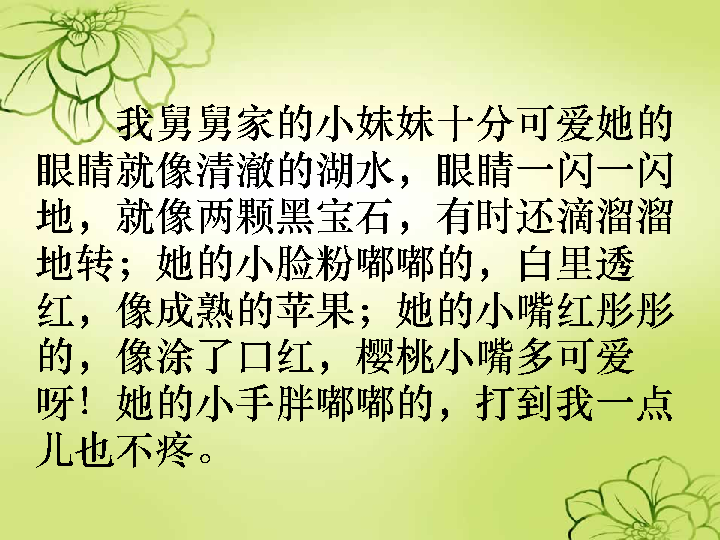 我舅舅家的小妹妹十分可爱她的
眼睛就像清澈的湖水，眼睛一闪一闪
地，就像两颗黑宝石，有时还滴溜溜
地转；她的小脸粉嘟嘟的，白里透
红，像成熟的苹果；她的小嘴红彤彤
的，像涂了口红，樱桃小嘴多可爱
呀！她的小手胖嘟嘟的，打到我一点
儿也不疼。